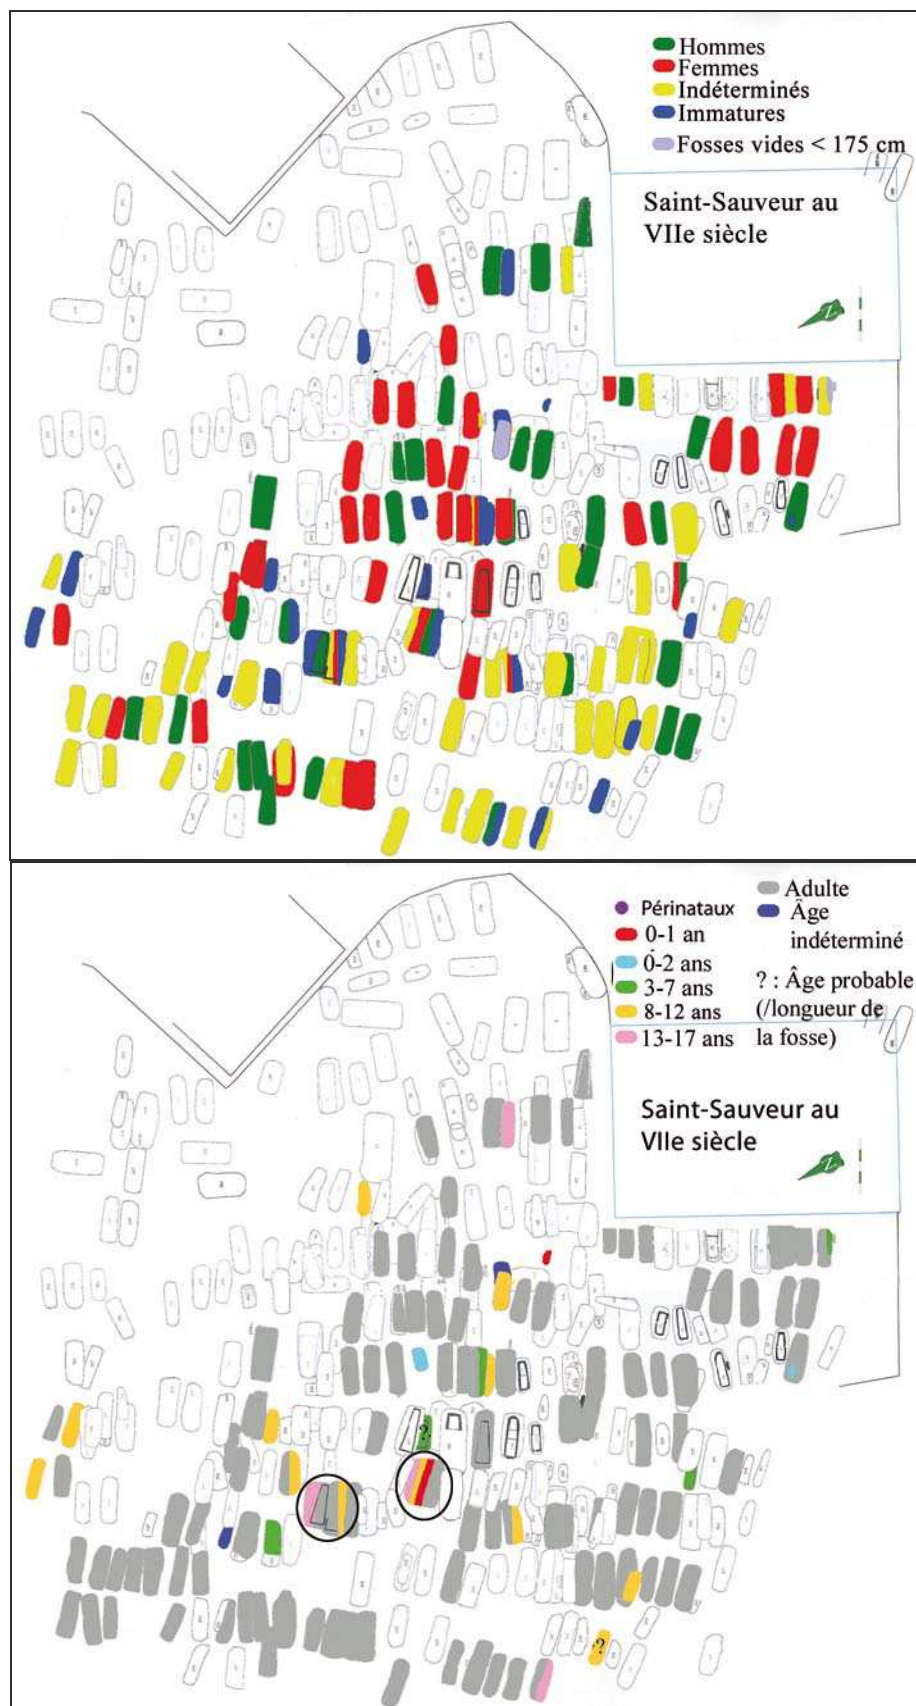 Hommes
Femmes
Indéterminés
Immatures
Fosses vides < 175 cm
Saint-Sauveur au
VIIe siècle
Z
Périnataux
0-1 an
0-2 ans
3-7 ans
8-12 ans
13-17 ans
Adulte
Âge
indéterminé
? : Âge probable
(/longueur de
la fosse)
Saint-Sauveur au
VIIe siècle
Z
?
?